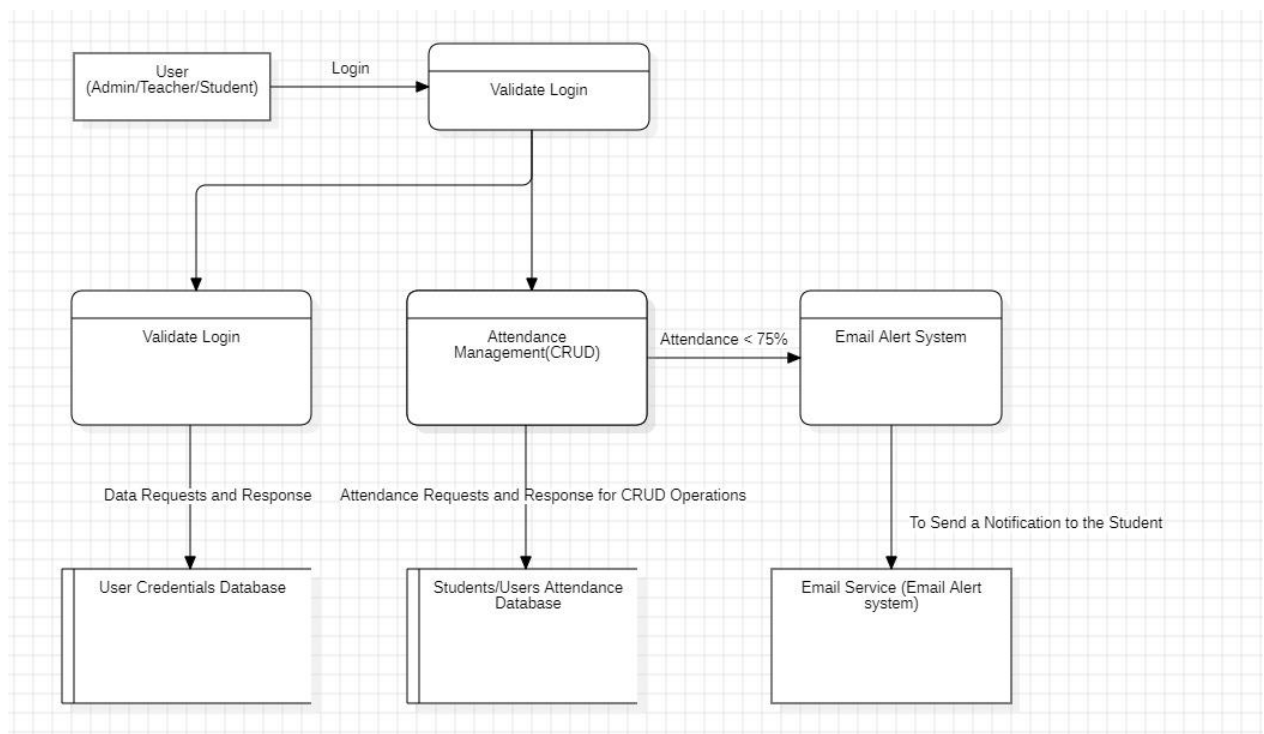 User
(Admin/Teacher/Student)
Login
Validate Login
Validate Login
Attendance
Management(CRUD)
Attendance < 75%
Email Alert System
Data Requests and Response
Attendance Requests and Response for CRUD Operations
To Send a Notification to the Student
User Credentials Database
Students/Users Attendance
Database
Email Service (Email Alert
system)